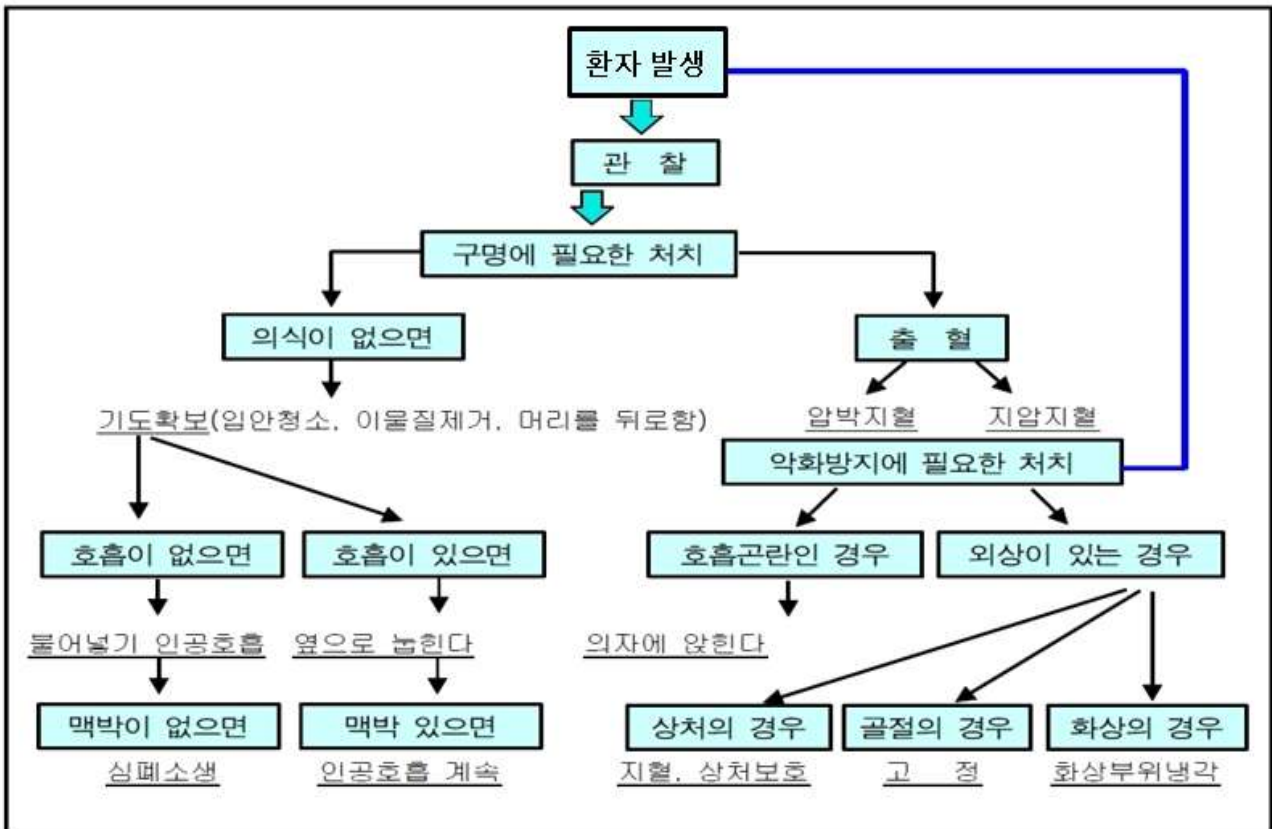 환자 발생
관 찰
구명에 필요한 처치
의식이 없으면
출 혈
기도확보(입안청소, 이물질제거, 머리를 뒤로함)
압박지혈 지압지혈
악화방지에 필요한 처치
호흡이 없으면 호흡이 있으면 호흡곤란인 경우 외상이 있는 경우
불어넣기 인공호흡 옆으로 눕힌다 의자에 앉힌다
맥박이 없으면 맥박 있으면 상처의 경우 골절의 경우 화상의 경우
심폐소생 인공호흡 계속 지혈, 상처보호 고 정 화상부위냉각